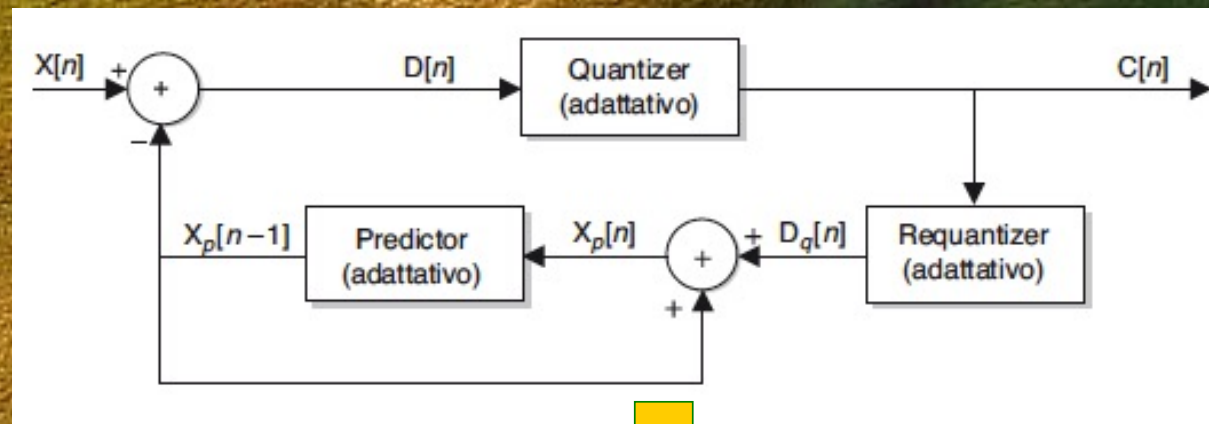 X[n]
+
+
−
D[n]
Quantizer
(adattativo)
C[n]
X_p[n−1]
Predictor
(adattativo)
X_p[n]
+
+
+
D_q[n]
Requantizer
(adattativo)